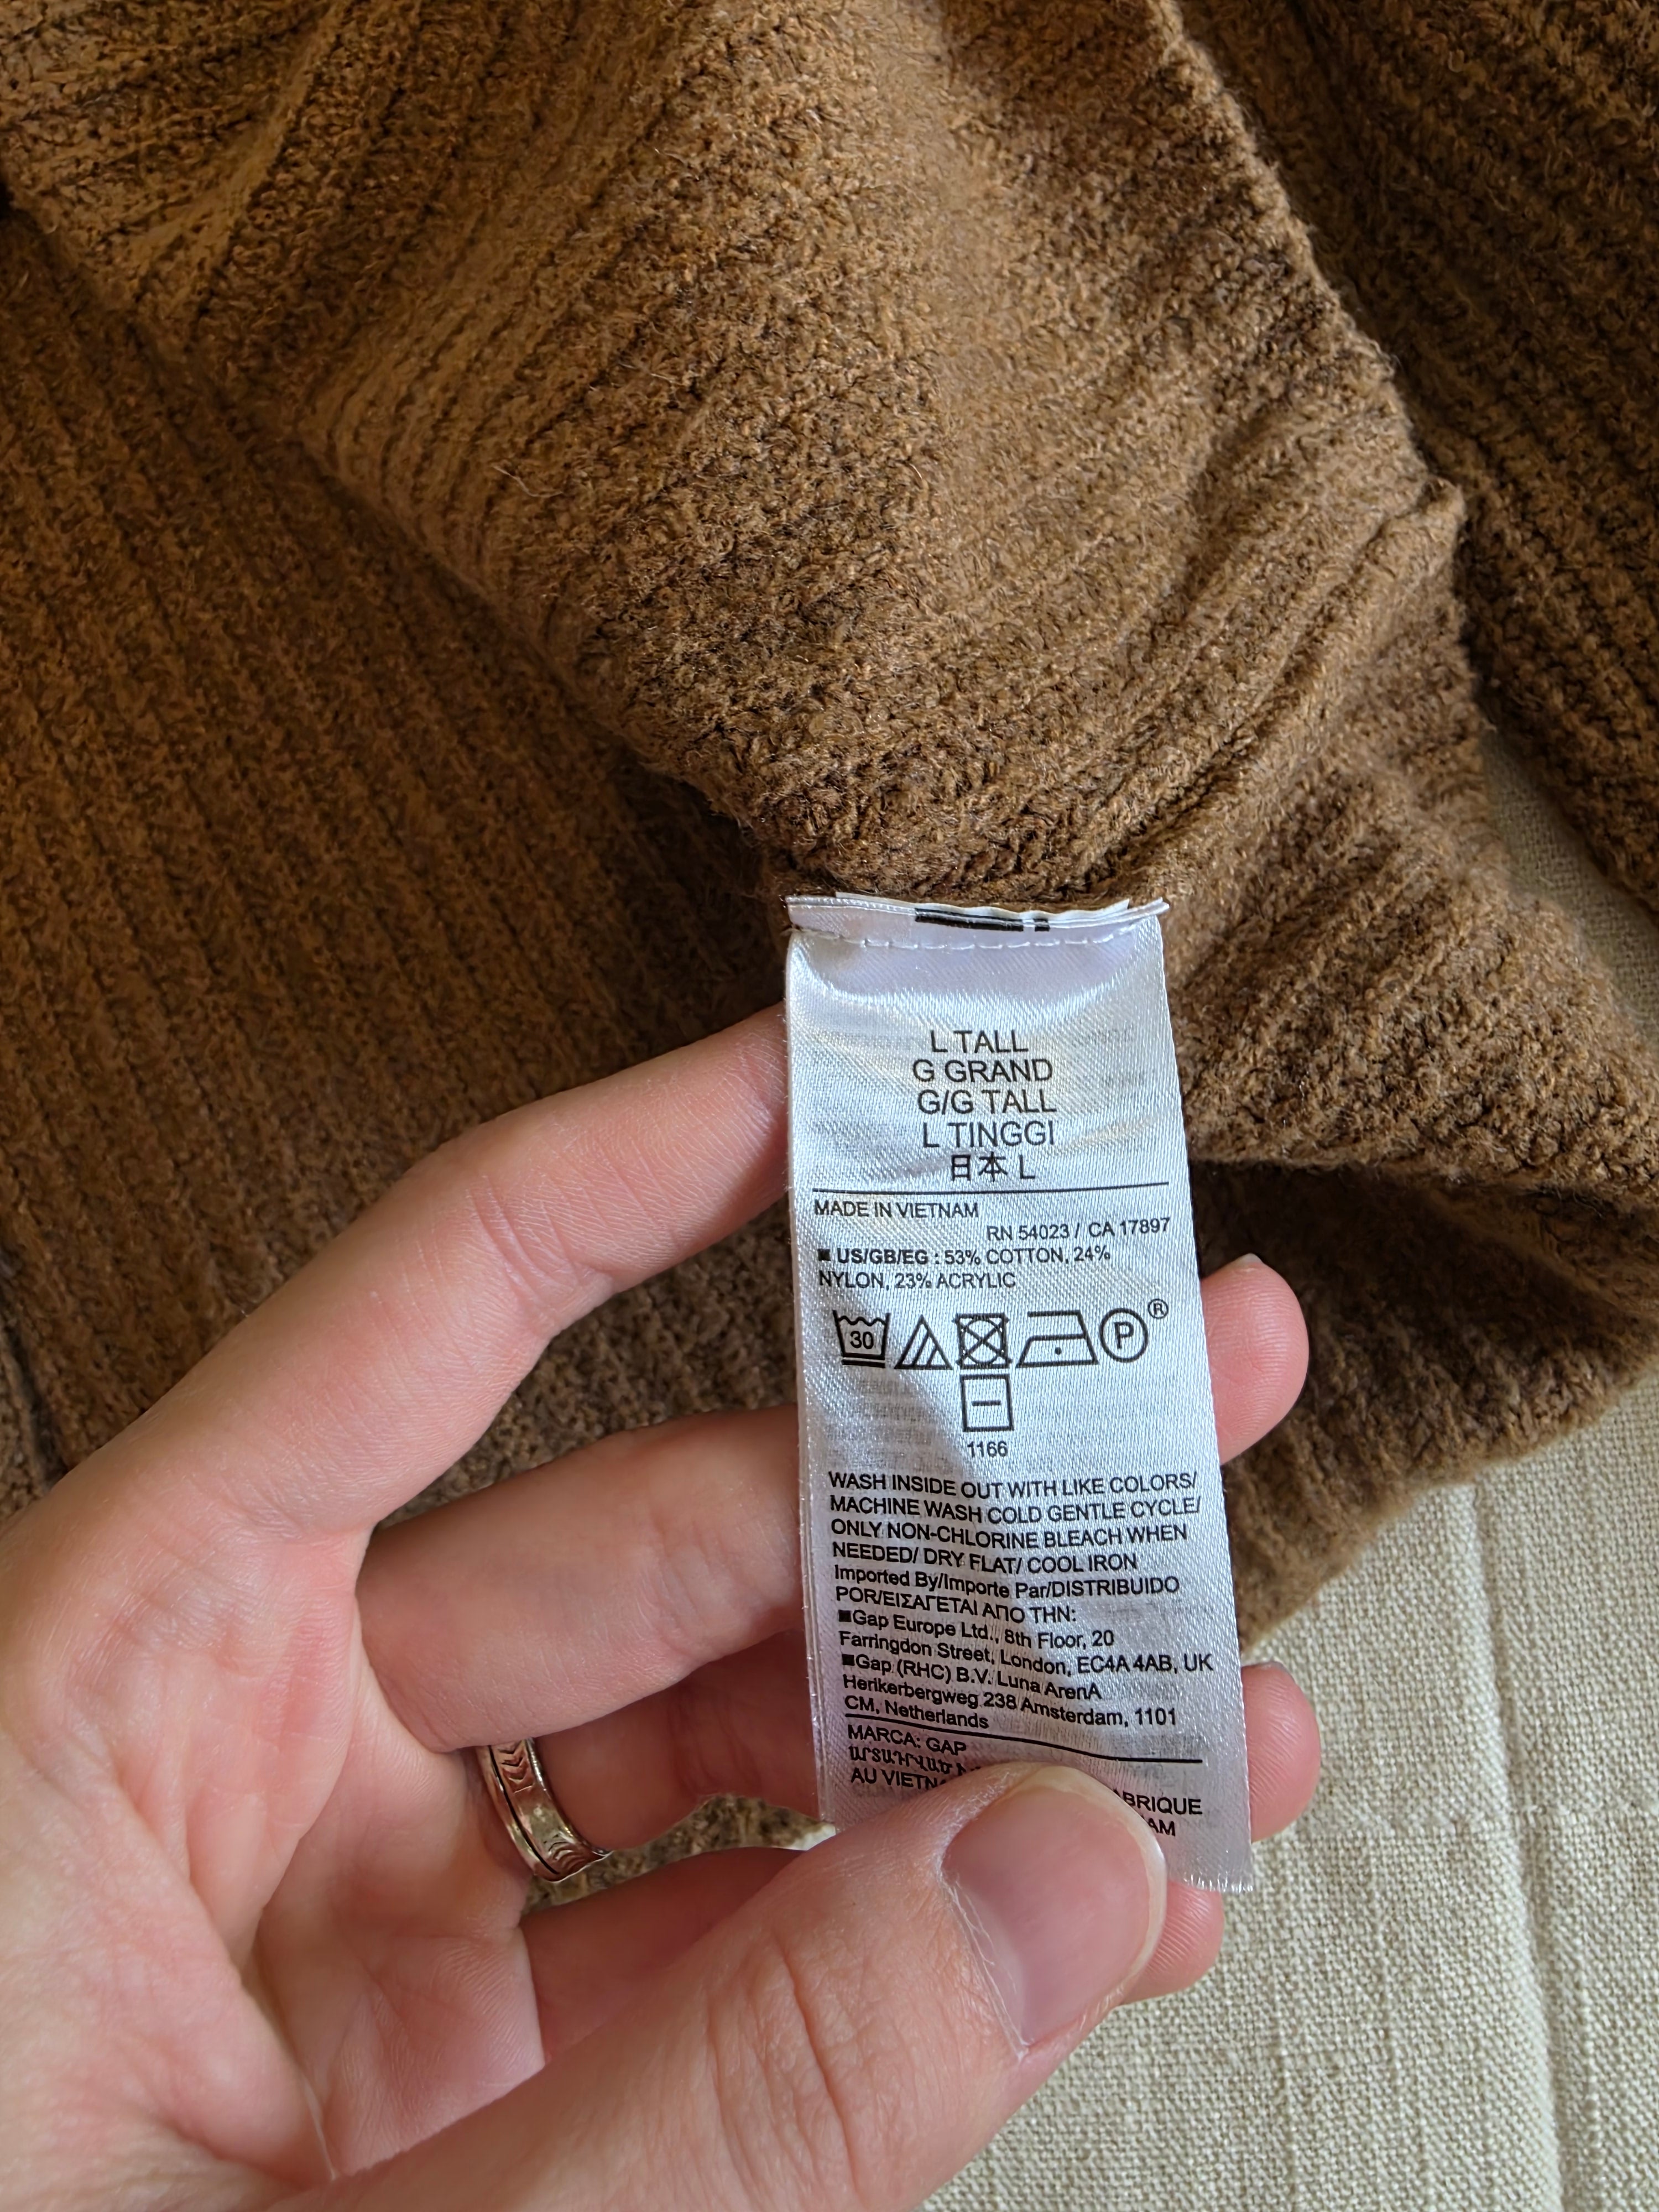 L TALL
G GRAND
G/G TALL
L TINGGI
日本 L
MADE IN VIETNAM
RN 54023 / CA 17897
■ US/GB/EG : 53% COTTON, 24%
NYLON, 23% ACRYLIC
30
P ®
1166
WASH INSIDE OUT WITH LIKE COLORS/
MACHINE WASH COLD GENTLE CYCLE/
ONLY NON-CHLORINE BLEACH WHEN
NEEDED/ DRY FLAT/ COOL IRON
Imported By/Importe Par/DISTRIBUIDO
POR/ΕΙΣΑΓΕΤΑΙ ΑΠΟ ΤΗΝ:
■Gap Europe Ltd., 8th Floor, 20
Farringdon Street, London, EC4A 4AB, UK
■Gap (RHC) B.V. Luna ArenA
Herikerbergweg 238 Amsterdam, 1101
CM, Netherlands
MARCA: GAP
AU